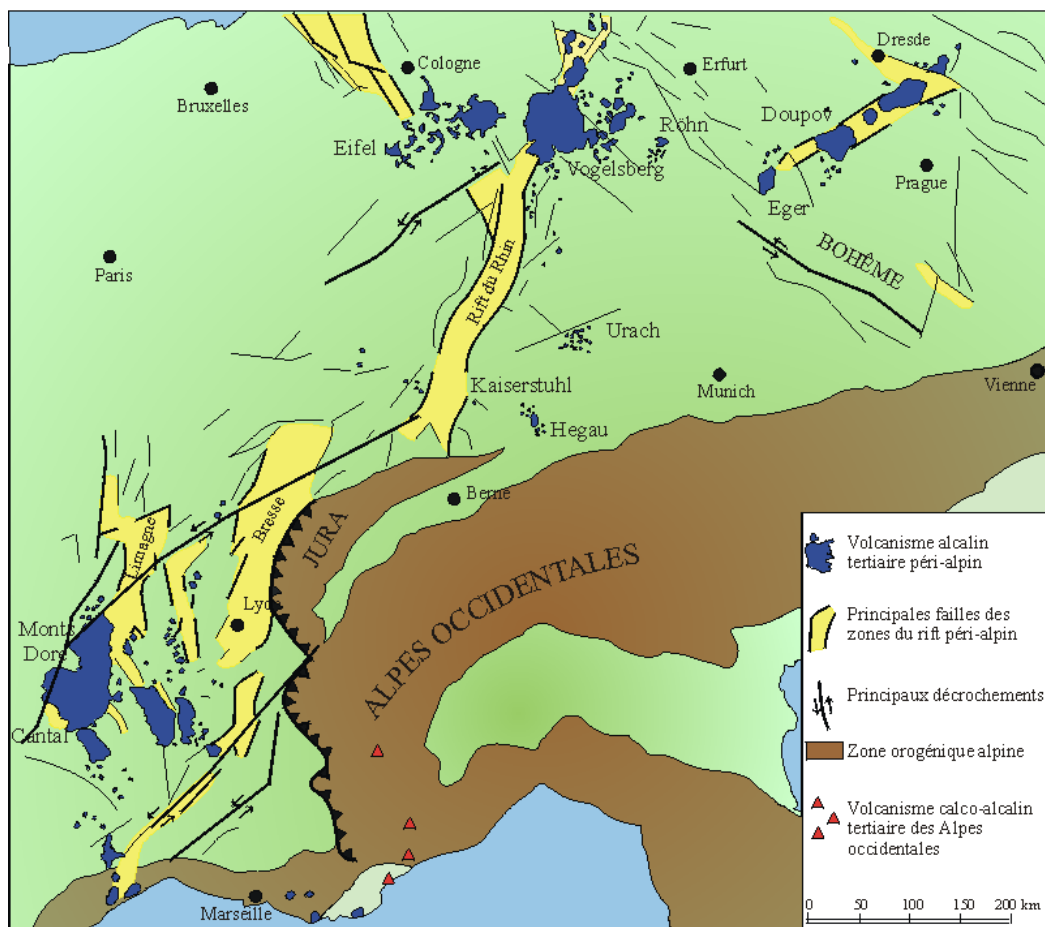 Dresde
Cologne
Erfurt
Bruxelles
Doupov
Röhn
Eifel
Vogelsberg
Prague
Eger
BOHÊME
Paris
Rift du Rhin
Urach
Kaiserstuhl
Munich
Vienne
Hegau
Berne
Bresse
JURA
Limagne
ALPES OCCIDENTALES
Lyon
Monts
Dore
Cantal
Marseille
Volcanisme alcalin
tertiaire péri-alpin
Principales failles des
zones du rift péri-alpin
Principaux décrochements
Zone orogénique alpine
Volcanisme calco-alcalin
tertiaire des Alpes
occidentales
0 50 100 150 200 km